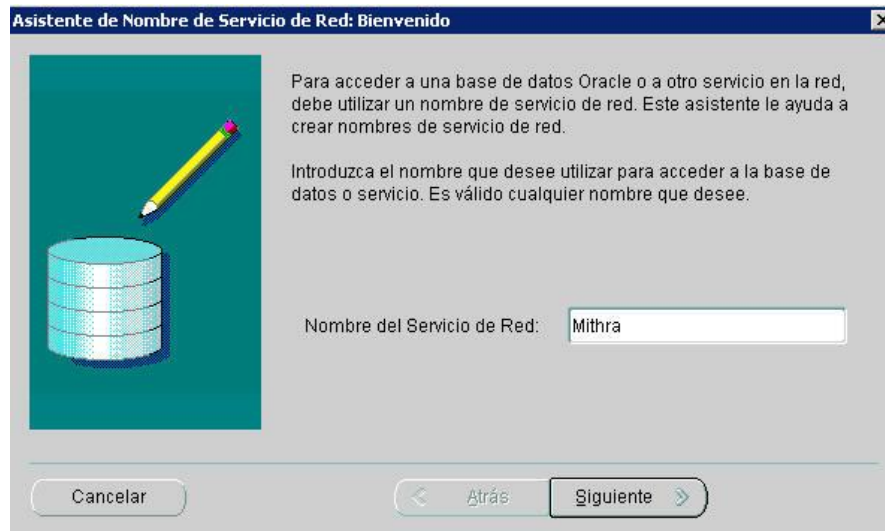 Asistente de Nombre de Servicio de Red: Bienvenido
Para acceder a una base de datos Oracle o a otro servicio en la red,
debe utilizar un nombre de servicio de red. Este asistente le ayuda a
crear nombres de servicio de red.
Introduzca el nombre que desee utilizar para acceder a la base de
datos o servicio. Es válido cualquier nombre que desee.
Nombre del Servicio de Red: Mithra
Cancelar Atrás Siguiente